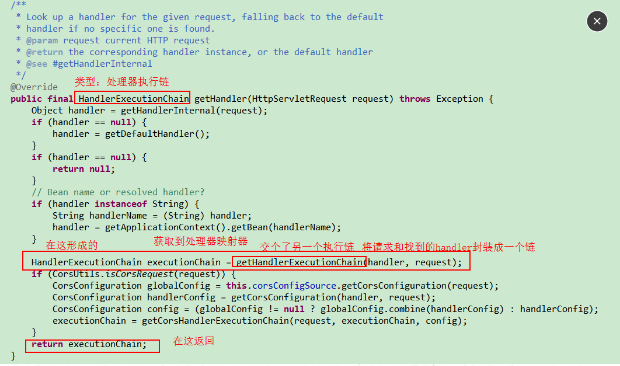 /**
 * Look up a handler for the given request, falling back to the default
 * handler if no specific one is found.
 * @param request current HTTP request
 * @return the corresponding handler instance, or the default handler
 * @see #getHandlerInternal
 */
类型：处理器执行链
@Override
public final HandlerExecutionChain getHandler(HttpServletRequest request) throws Exception {
    Object handler = getHandlerInternal(request);
    if (handler == null) {
        handler = getDefaultHandler();
    }
    if (handler == null) {
        return null;
    }
    // Bean name or resolved handler?
    if (handler instanceof String) {
        String handlerName = (String) handler;
        handler = getApplicationContext().getBean(handlerName);
    }
在这形成的 获取到处理器映射器 交个了另一个执行链 将请求和找到的handler封装成一个链
    HandlerExecutionChain executionChain = getHandlerExecutionChain(handler, request);
    if (CorsUtils.isCorsRequest(request)) {
        CorsConfiguration globalConfig = this.corsConfigSource.getCorsConfiguration(request);
        CorsConfiguration handlerConfig = getCorsConfiguration(handler, request);
        CorsConfiguration config = (globalConfig != null ? globalConfig.combine(handlerConfig) : handlerConfig);
        executionChain = getCorsHandlerExecutionChain(request, executionChain, config);
    }
    return executionChain; 在这返回
}